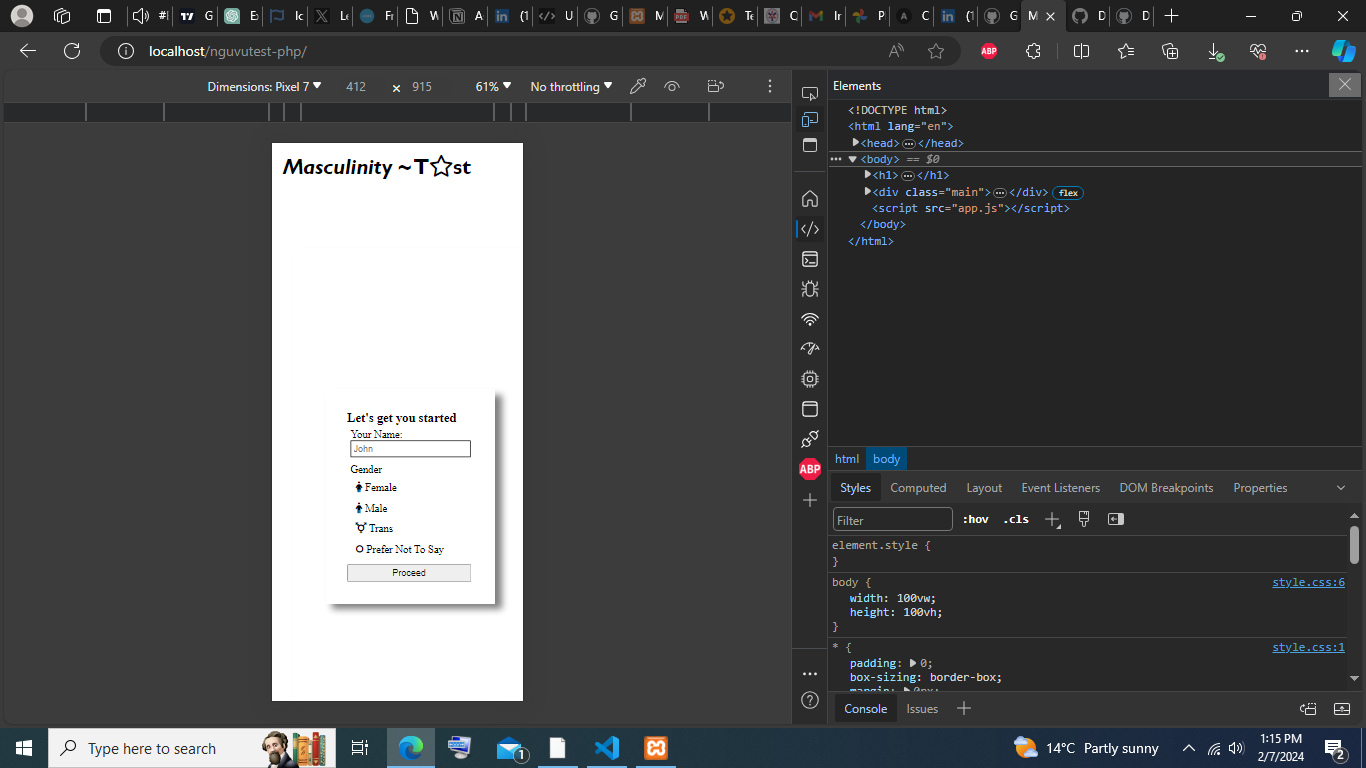 #l
G
E
Ic
Le
Fr
W
(1
N
A
U
G
M
W
Te
C
Ir
P
C
(1
G
M
D
D
localhost/nguvutest-php/
ABP
Dimensions: Pixel 7 ▼ 412 × 915 61% ▼ No throttling ▼
Masculinity ~T☆st
Let's get you started
Your Name:
John
Gender
Female
Male
Trans
Prefer Not To Say
Proceed
ABP
Elements
<!DOCTYPE html>
<html lang="en">
<head>…</head>
<body> == $0
<h1>…</h1>
<div class="main">…</div> flex
<script src="app.js"></script>
</body>
</html>
html body
Styles Computed Layout Event Listeners DOM Breakpoints Properties
Filter :hov .cls
element.style {
}
body { style.css:6
width: 100vw;
height: 100vh;
}
* { style.css:1
padding: 0;
box-sizing: border-box;
margin: 0px;
Console Issues
Type here to search
1
14°C Partly sunny
1:15 PM
2/7/2024
2